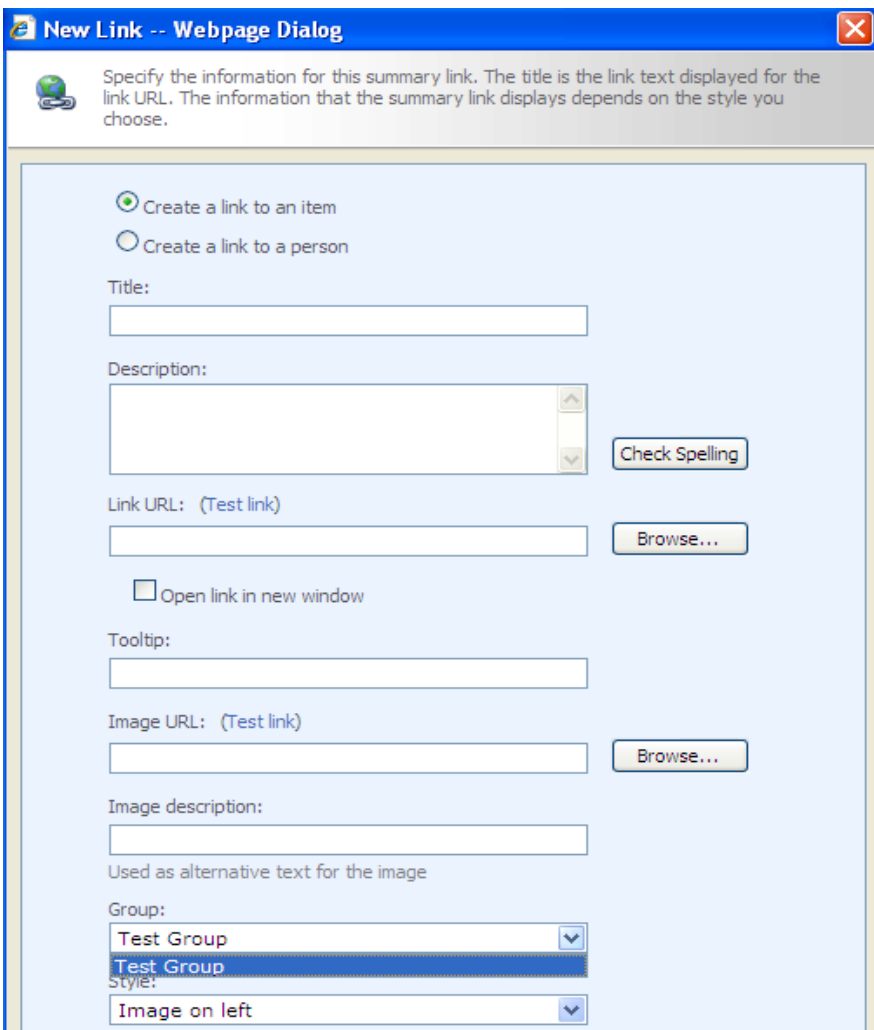 New Link -- Webpage Dialog
Specify the information for this summary link. The title is the link text displayed for the
link URL. The information that the summary link displays depends on the style you
choose.
Create a link to an item
Create a link to a person
Title:
Description:
Check Spelling
Link URL: (Test link)
Browse...
Open link in new window
Tooltip:
Image URL: (Test link)
Browse...
Image description:
Used as alternative text for the image
Group:
Test Group
Test Group
Style:
Image on left